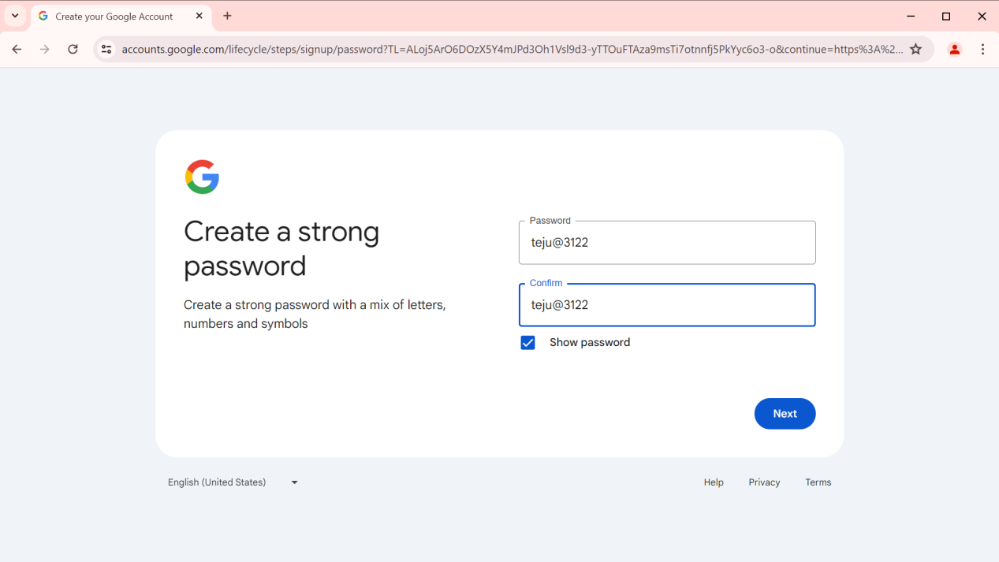 Create your Google Account
accounts.google.com/lifecycle/steps/signup/password?TL=ALoj5ArO6DOzX5Y4mJPd3Oh1Vsl9d3-yTTOuFTAza9msTi7otnnfj5PkYyc6o3-o&continue=https%3A%2...
Create a strong
password
Create a strong password with a mix of letters,
numbers and symbols
Password
teju@3122
Confirm
teju@3122
Show password
Next
English (United States)
Help Privacy Terms